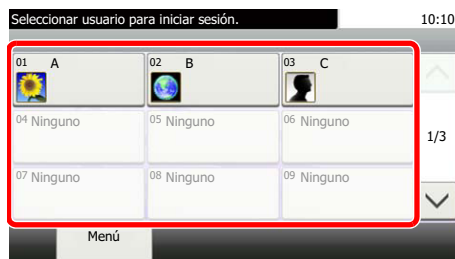 Seleccionar usuario para iniciar sesión. 10:10
01 A 02 B 03 C
04 Ninguno 05 Ninguno 06 Ninguno
1/3
07 Ninguno 08 Ninguno 09 Ninguno
Menú